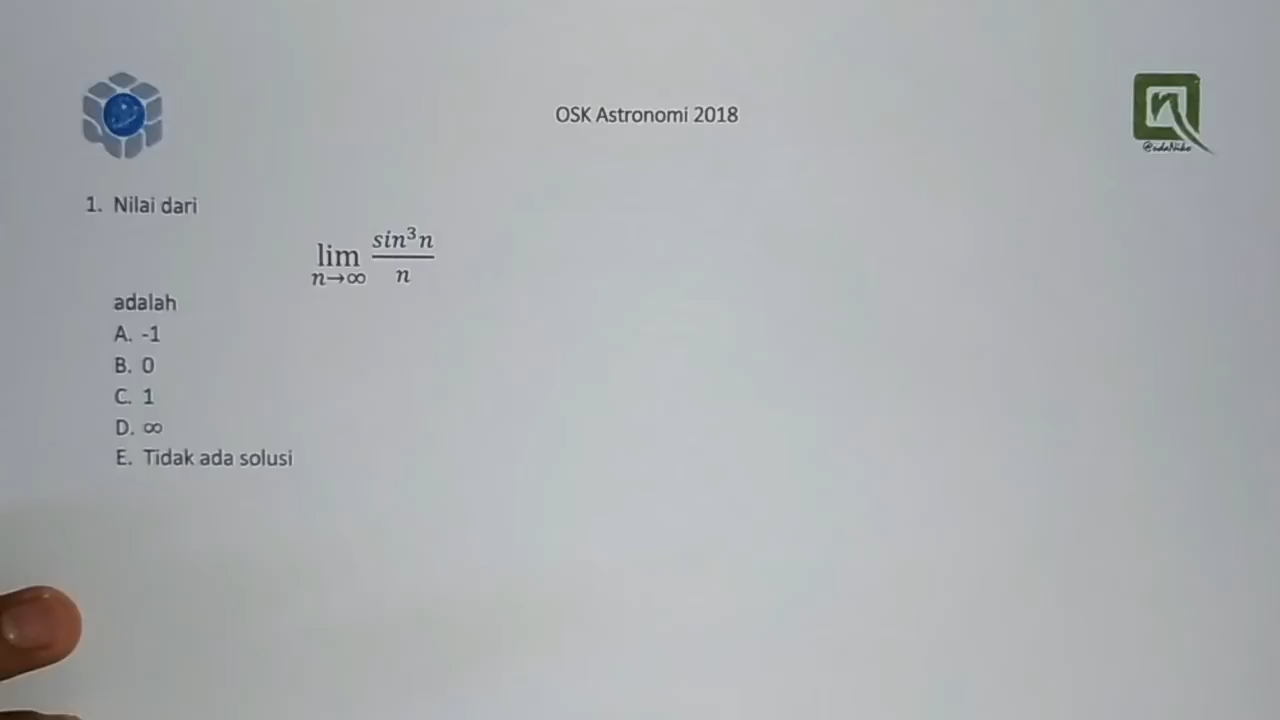 OSK Astronomi 2018
1. Nilai dari
lim n→∞ sin³n / n
adalah
A. -1
B. 0
C. 1
D. ∞
E. Tidak ada solusi